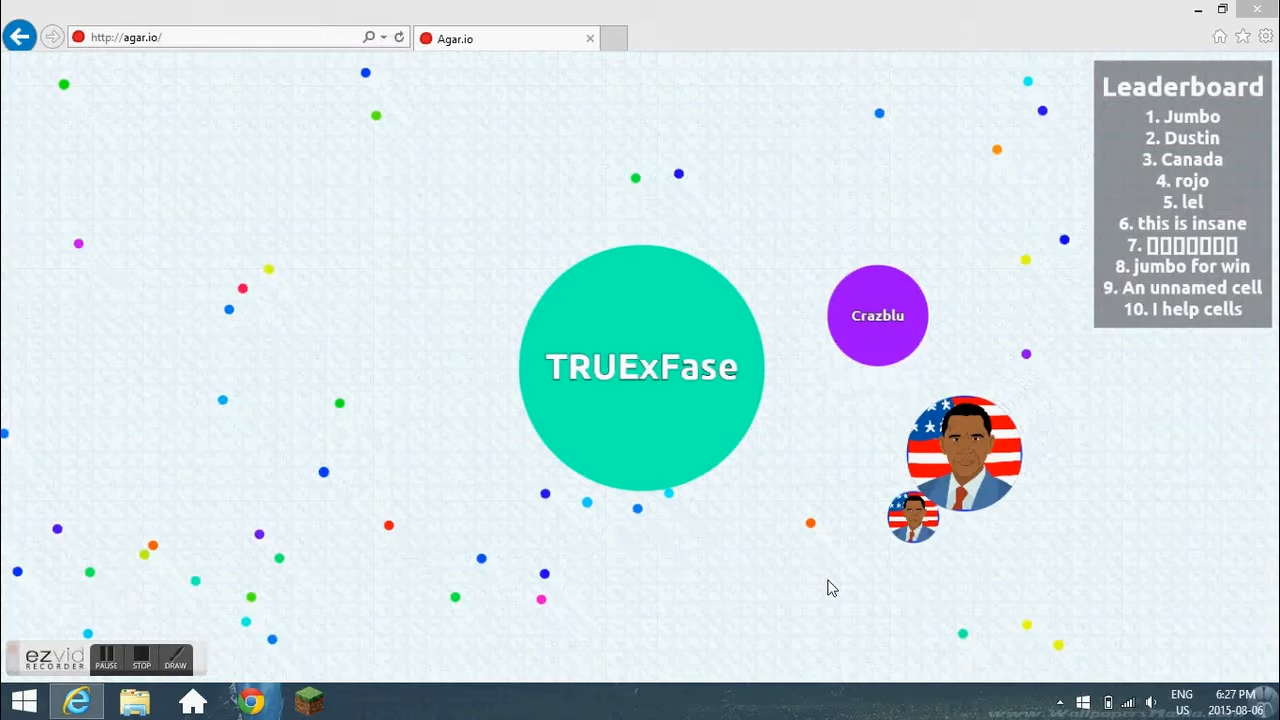 http://agar.io/
Agar.io
Leaderboard
1. Jumbo
2. Dustin
3. Canada
4. rojo
5. lel
6. this is insane
7. ▯▯▯▯▯▯▯
8. jumbo for win
9. An unnamed cell
10. I help cells
Crazblu
TRUExFase
ezvid
RECORDER
PAUSE
STOP
DRAW
ENG
US
6:27 PM
2015-08-06